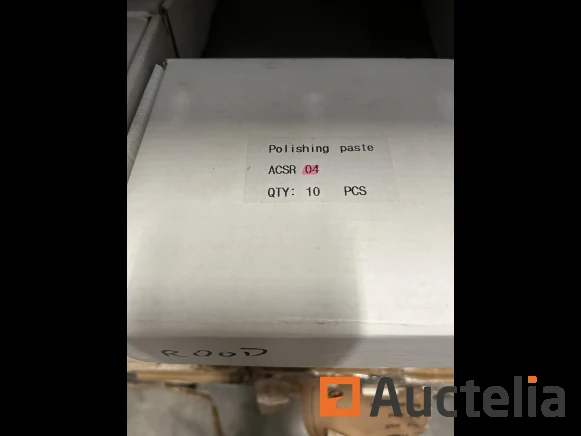 Polishing paste
ACSR 04
QTY: 10 PCS
ROOD
Auctelia